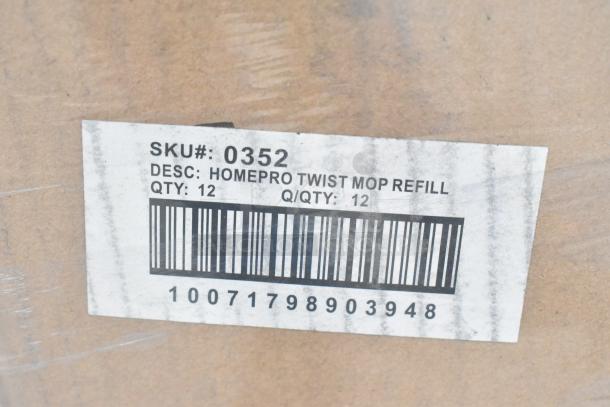 SKU#: 0352
DESC: HOMEPRO TWIST MOP REFILL
QTY: 12 Q/QTY: 12
10071798903948